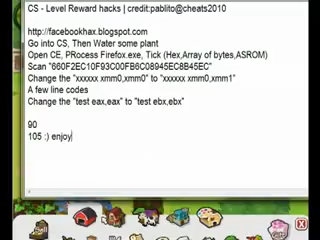 CS - Level Reward hacks | credit:pablito@cheats2010
http://facebookhax.blogspot.com
Go into CS, Then Water some plant
Open CE, PRocess Firefox.exe, Tick (Hex,Array of bytes,ASROM)
Scan "660F2EC10F93C00FB6C08945EC8B45EC"
Change the "xxxxxx xmm0,xmm0" to "xxxxxx xmm0,xmm1"
A few line codes
Change the "test eax,eax" to "test ebx,ebx"
90
105 :) enjoy